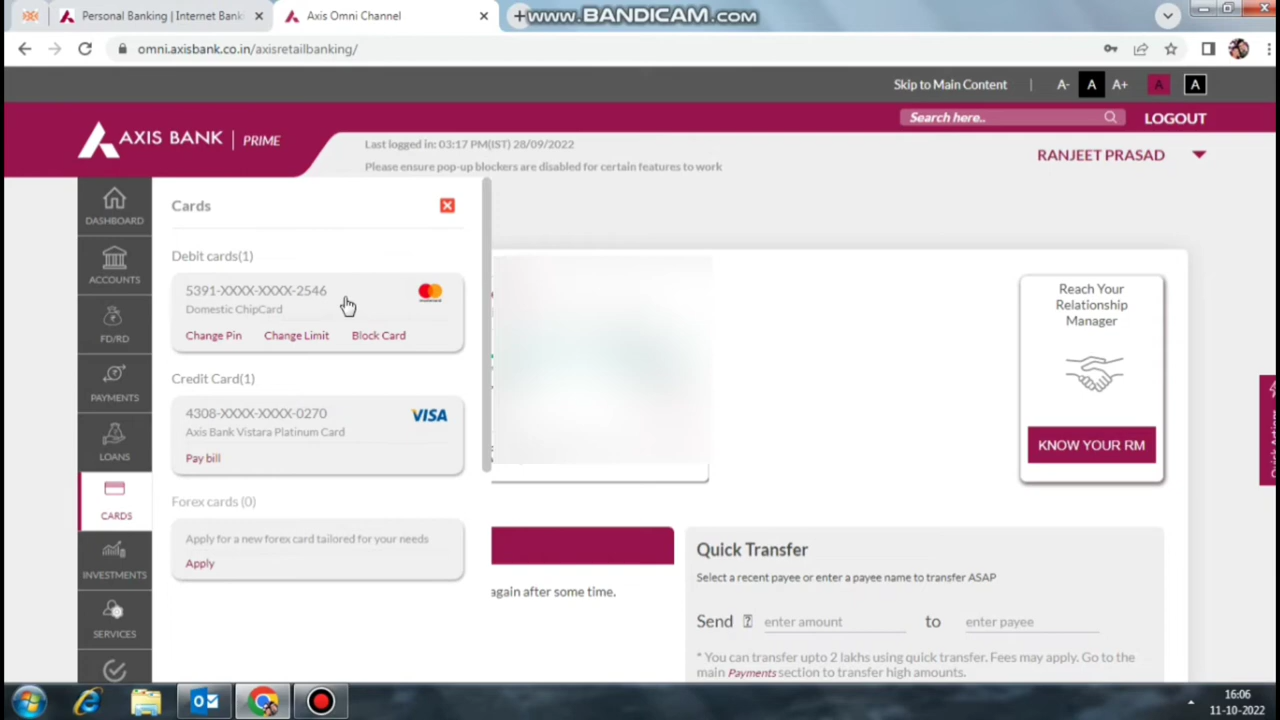 Personal Banking | Internet Banki
Axis Omni Channel
www.BANDICAM.com
omni.axisbank.co.in/axisretailbanking/
Skip to Main Content | A- A A+ A A
Search here.. LOGOUT
AXIS BANK | PRIME
Last logged in: 03:17 PM(IST) 28/09/2022
Please ensure pop-up blockers are disabled for certain features to work
RANJEET PRASAD
DASHBOARD
ACCOUNTS
FD/RD
PAYMENTS
LOANS
CARDS
INVESTMENTS
SERVICES
Cards
Debit cards(1)
5391-XXXX-XXXX-2546
Domestic ChipCard
Change Pin Change Limit Block Card
Credit Card(1)
4308-XXXX-XXXX-0270
VISA
Axis Bank Vistara Platinum Card
Pay bill
Forex cards (0)
Apply for a new forex card tailored for your needs
Apply
Reach Your
Relationship
Manager
KNOW YOUR RM
Quick Actions
again after some time.
Quick Transfer
Select a recent payee or enter a payee name to transfer ASAP
Send enter amount to enter payee
* You can transfer upto 2 lakhs using quick transfer. Fees may apply. Go to the
main Payments section to transfer high amounts.
16:06
11-10-2022